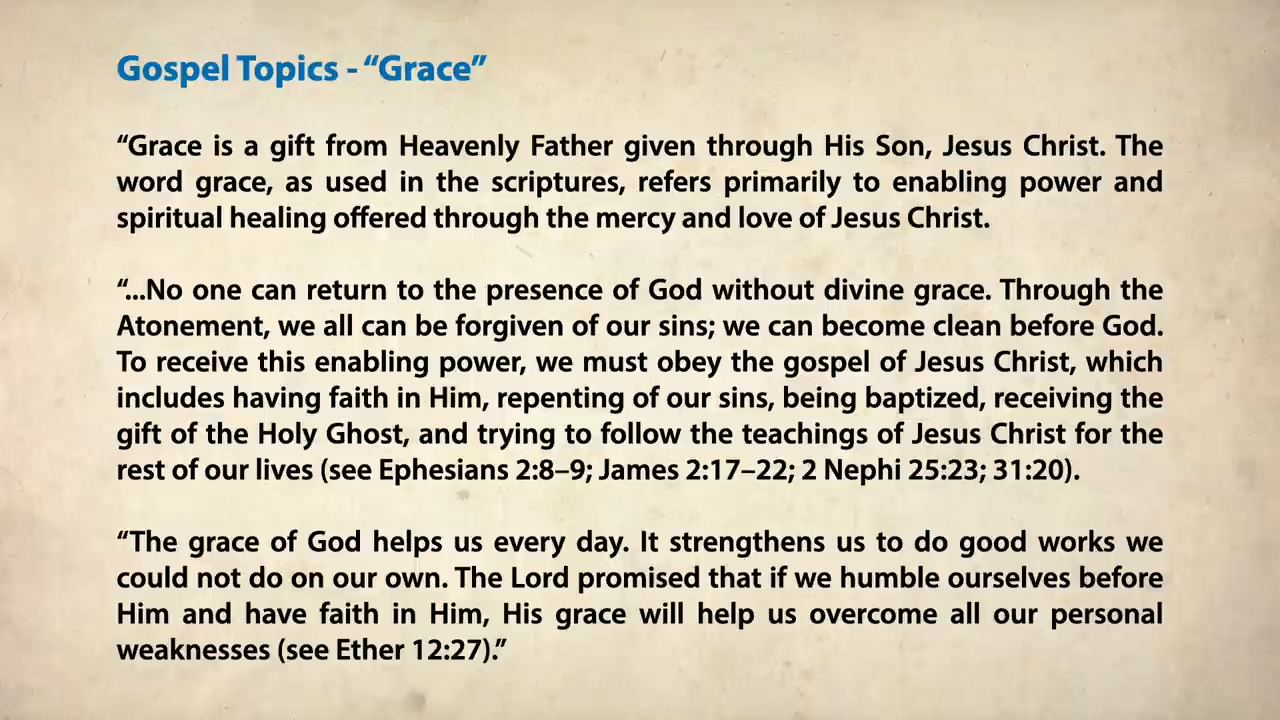 Gospel Topics - “Grace”
“Grace is a gift from Heavenly Father given through His Son, Jesus Christ. The
word grace, as used in the scriptures, refers primarily to enabling power and
spiritual healing offered through the mercy and love of Jesus Christ.
“...No one can return to the presence of God without divine grace. Through the
Atonement, we all can be forgiven of our sins; we can become clean before God.
To receive this enabling power, we must obey the gospel of Jesus Christ, which
includes having faith in Him, repenting of our sins, being baptized, receiving the
gift of the Holy Ghost, and trying to follow the teachings of Jesus Christ for the
rest of our lives (see Ephesians 2:8–9; James 2:17–22; 2 Nephi 25:23; 31:20).
“The grace of God helps us every day. It strengthens us to do good works we
could not do on our own. The Lord promised that if we humble ourselves before
Him and have faith in Him, His grace will help us overcome all our personal
weaknesses (see Ether 12:27).”